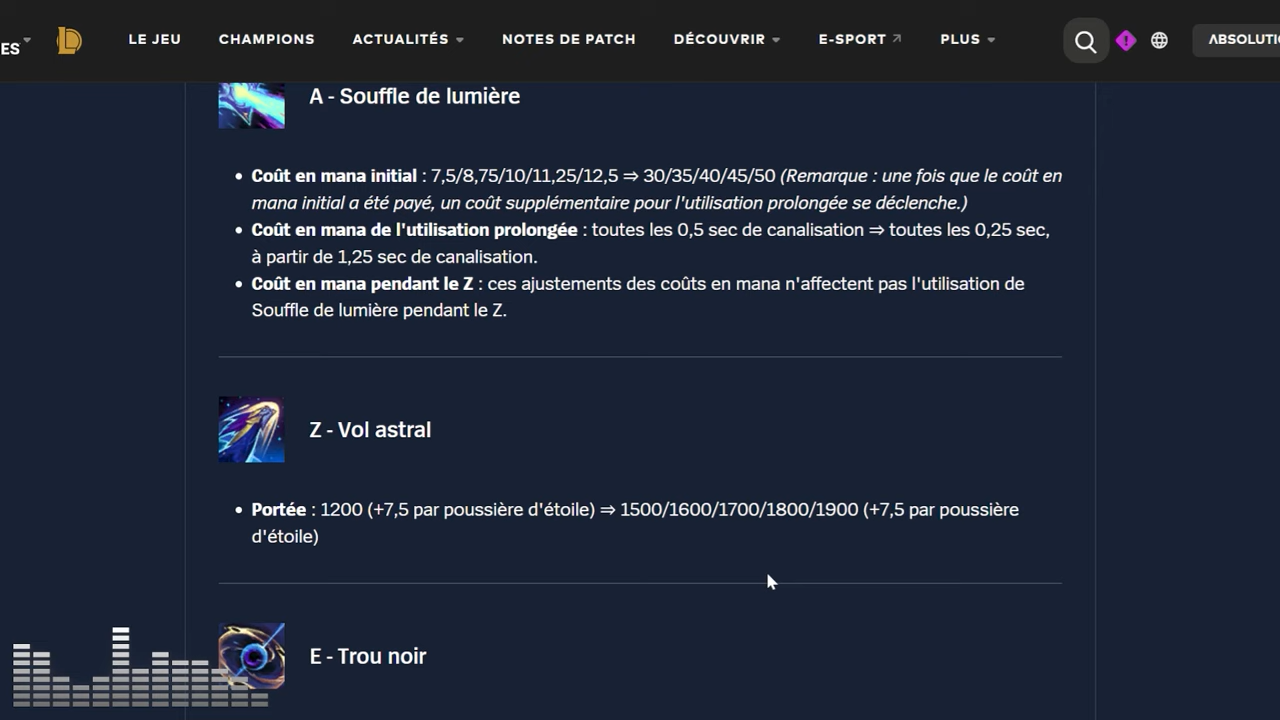 ES
LE JEU
CHAMPIONS
ACTUALITÉS
NOTES DE PATCH
DÉCOUVRIR
E-SPORT
PLUS
ABSOLUTI
A - Souffle de lumière
• Coût en mana initial : 7,5/8,75/10/11,25/12,5 ⇒ 30/35/40/45/50 (Remarque : une fois que le coût en
mana initial a été payé, un coût supplémentaire pour l'utilisation prolongée se déclenche.)
• Coût en mana de l'utilisation prolongée : toutes les 0,5 sec de canalisation ⇒ toutes les 0,25 sec,
à partir de 1,25 sec de canalisation.
• Coût en mana pendant le Z : ces ajustements des coûts en mana n'affectent pas l'utilisation de
Souffle de lumière pendant le Z.
Z - Vol astral
• Portée : 1200 (+7,5 par poussière d'étoile) ⇒ 1500/1600/1700/1800/1900 (+7,5 par poussière
d'étoile)
E - Trou noir